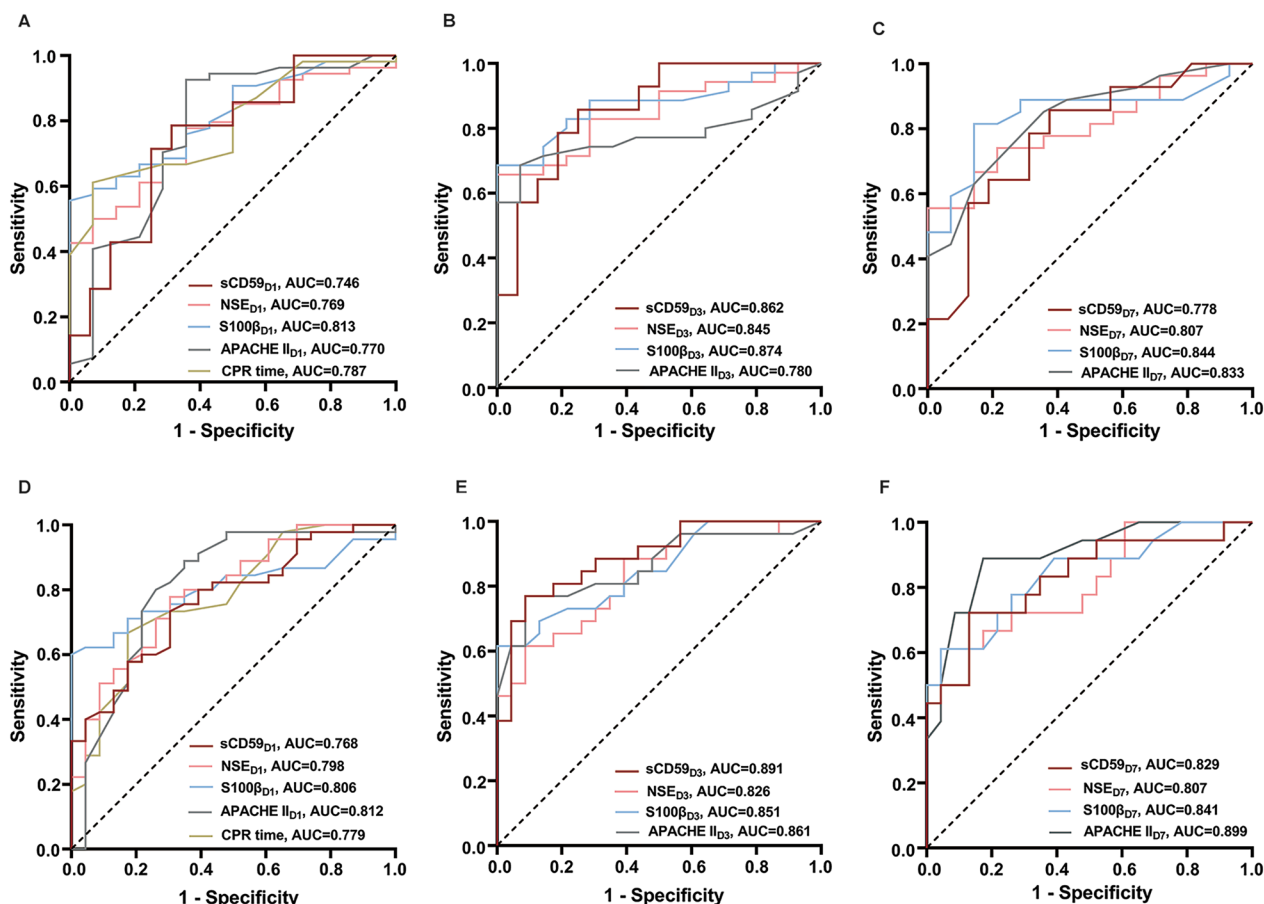 A
Sensitivity
1.0
0.8
0.6
0.4
0.2
0.0
sCD59D1, AUC=0.746
NSED1, AUC=0.769
S100βD1, AUC=0.813
APACHE IID1, AUC=0.770
CPR time, AUC=0.787
0.0 0.2 0.4 0.6 0.8 1.0
1 - Specificity
B
Sensitivity
1.0
0.8
0.6
0.4
0.2
0.0
sCD59D3, AUC=0.862
NSED3, AUC=0.845
S100βD3, AUC=0.874
APACHE IID3, AUC=0.780
0.0 0.2 0.4 0.6 0.8 1.0
1 - Specificity
C
Sensitivity
1.0
0.8
0.6
0.4
0.2
0.0
sCD59D7, AUC=0.778
NSED7, AUC=0.807
S100βD7, AUC=0.844
APACHE IID7, AUC=0.833
0.0 0.2 0.4 0.6 0.8 1.0
1 - Specificity
D
Sensitivity
1.0
0.8
0.6
0.4
0.2
0.0
sCD59D1, AUC=0.768
NSED1, AUC=0.798
S100βD1, AUC=0.806
APACHE IID1, AUC=0.812
CPR time, AUC=0.779
0.0 0.2 0.4 0.6 0.8 1.0
1 - Specificity
E
Sensitivity
1.0
0.8
0.6
0.4
0.2
0.0
sCD59D3, AUC=0.891
NSED3, AUC=0.826
S100βD3, AUC=0.851
APACHE IID3, AUC=0.861
0.0 0.2 0.4 0.6 0.8 1.0
1 - Specificity
F
Sensitivity
1.0
0.8
0.6
0.4
0.2
0.0
sCD59D7, AUC=0.829
NSED7, AUC=0.807
S100βD7, AUC=0.841
APACHE IID7, AUC=0.899
0.0 0.2 0.4 0.6 0.8 1.0
1 - Specificity